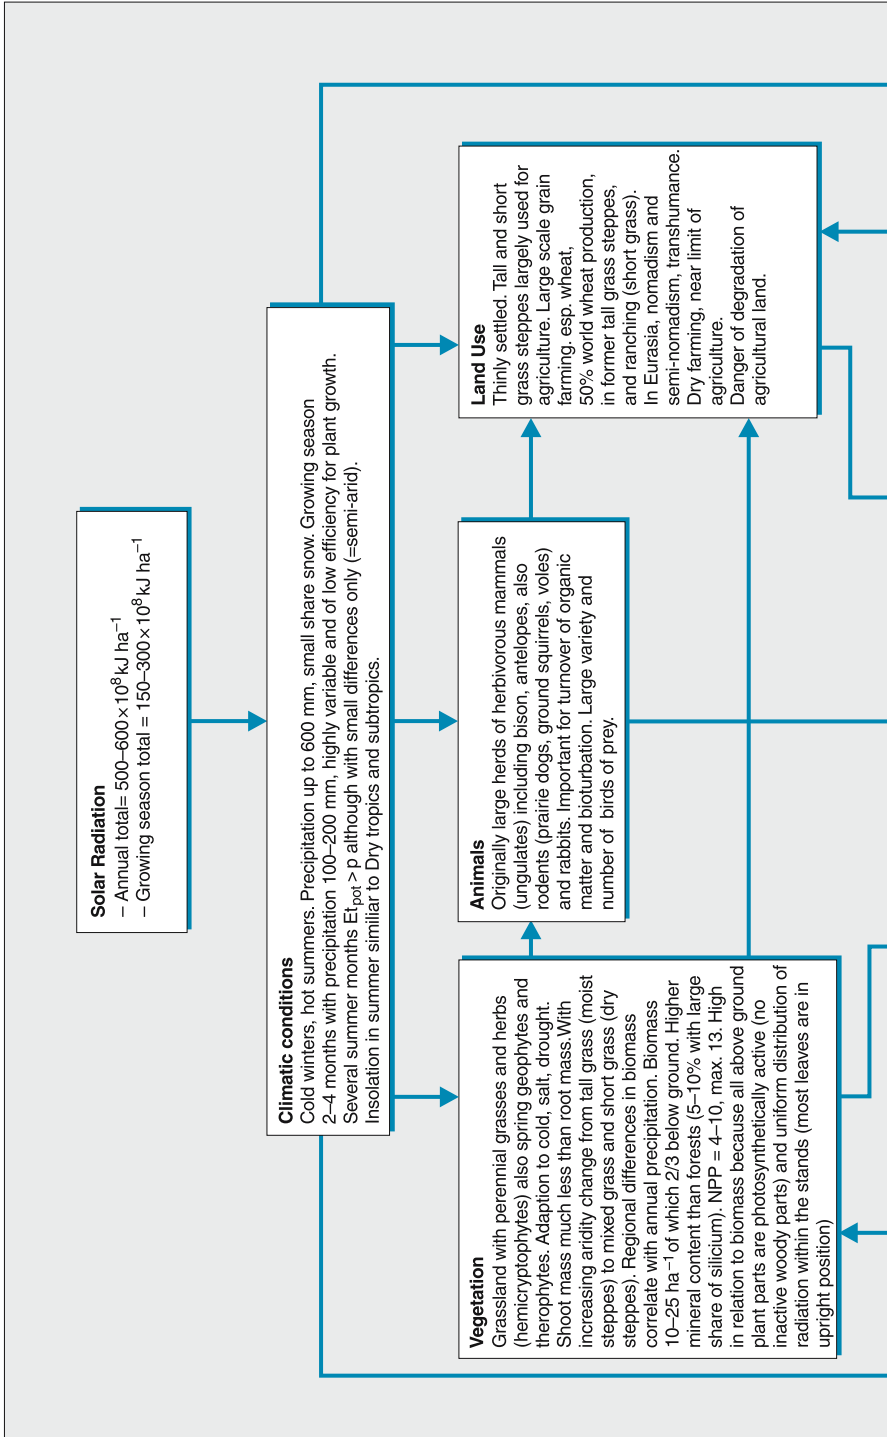 Solar Radiation
– Annual total= 500–600×10⁸kJ ha⁻¹
– Growing season total = 150–300×10⁸kJ ha⁻¹
Climatic conditions
Cold winters, hot summers. Precipitation up to 600 mm, small share snow. Growing season
2–4 months with precipitation 100–200 mm, highly variable and of low efficiency for plant growth.
Several summer months Etpot > p although with small differences only (=semi-arid).
Insolation in summer similiar to Dry tropics and subtropics.
Vegetation
Grassland with perennial grasses and herbs
(hemicryptophytes) also spring geophytes and
therophytes. Adaption to cold, salt, drought.
Shoot mass much less than root mass.With
increasing aridity change from tall grass (moist
steppes) to mixed grass and short grass (dry
steppes). Regional differences in biomass
correlate with annual precipitation. Biomass
10–25 ha⁻¹ of which 2/3 below ground. Higher
mineral content than forests (5–10% with large
share of silicium). NPP = 4–10, max. 13. High
in relation to biomass because all above ground
plant parts are photosynthetically active (no
inactive woody parts) and uniform distribution of
radiation within the stands (most leaves are in
upright position)
Animals
Originally large herds of herbivorous mammals
(ungulates) including bison, antelopes, also
rodents (prairie dogs, ground squirrels, voles)
and rabbits. Important for turnover of organic
matter and bioturbation. Large variety and
number of birds of prey.
Land Use
Thinly settled. Tall and short
grass steppes largely used for
agriculture. Large scale grain
farming. esp. wheat,
50% world wheat production,
in former tall grass steppes,
and ranching (short grass).
In Eurasia, nomadism and
semi-nomadism, transhumance.
Dry farming, near limit of
agriculture.
Danger of degradation of
agricultural land.